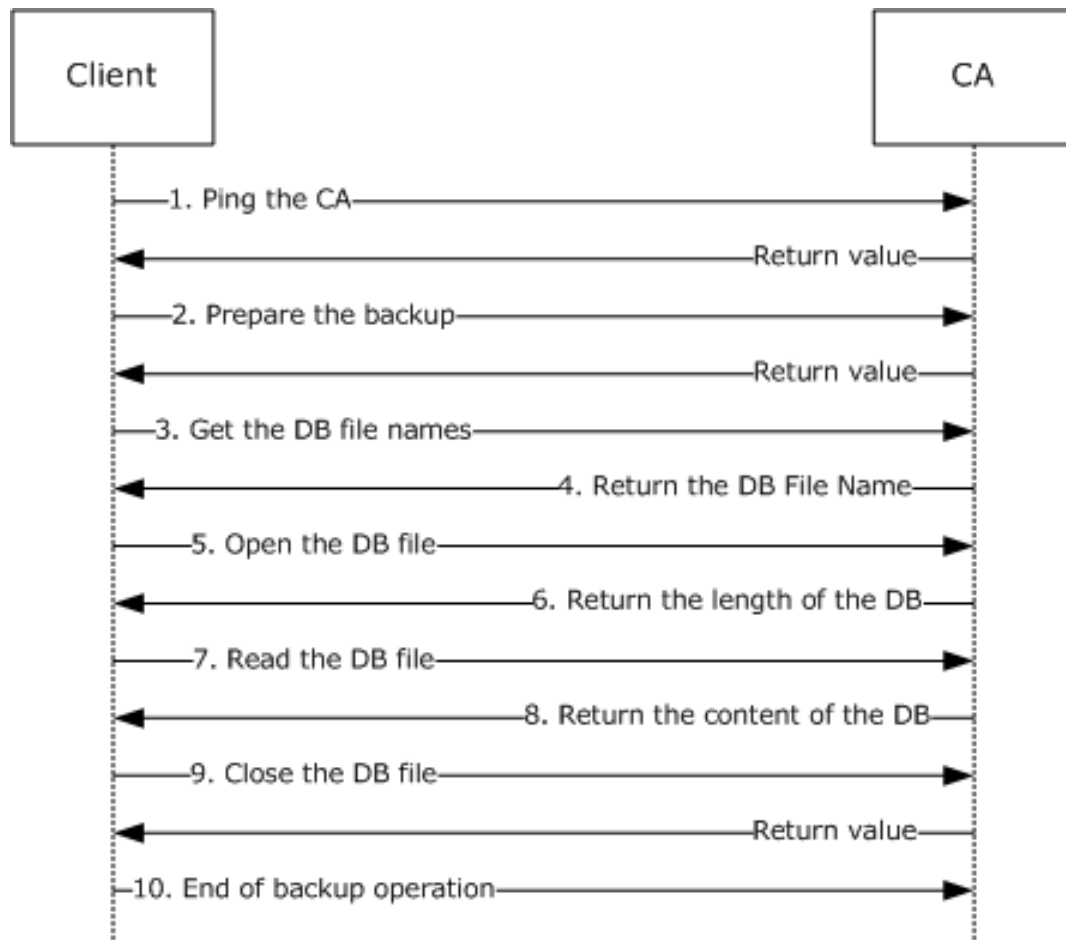 Client
CA
1. Ping the CA
Return value
2. Prepare the backup
Return value
3. Get the DB file names
4. Return the DB File Name
5. Open the DB file
6. Return the length of the DB
7. Read the DB file
8. Return the content of the DB
9. Close the DB file
Return value
10. End of backup operation